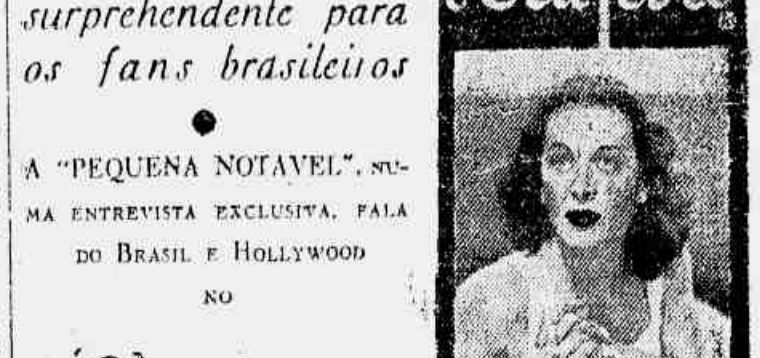 surprehendente para
os fans brasileiros
A "PEQUENA NOTAVEL", NU-
MA ENTREVISTA EXCLUSIVA, FALA
DO BRASIL E HOLLYWOOD
NO